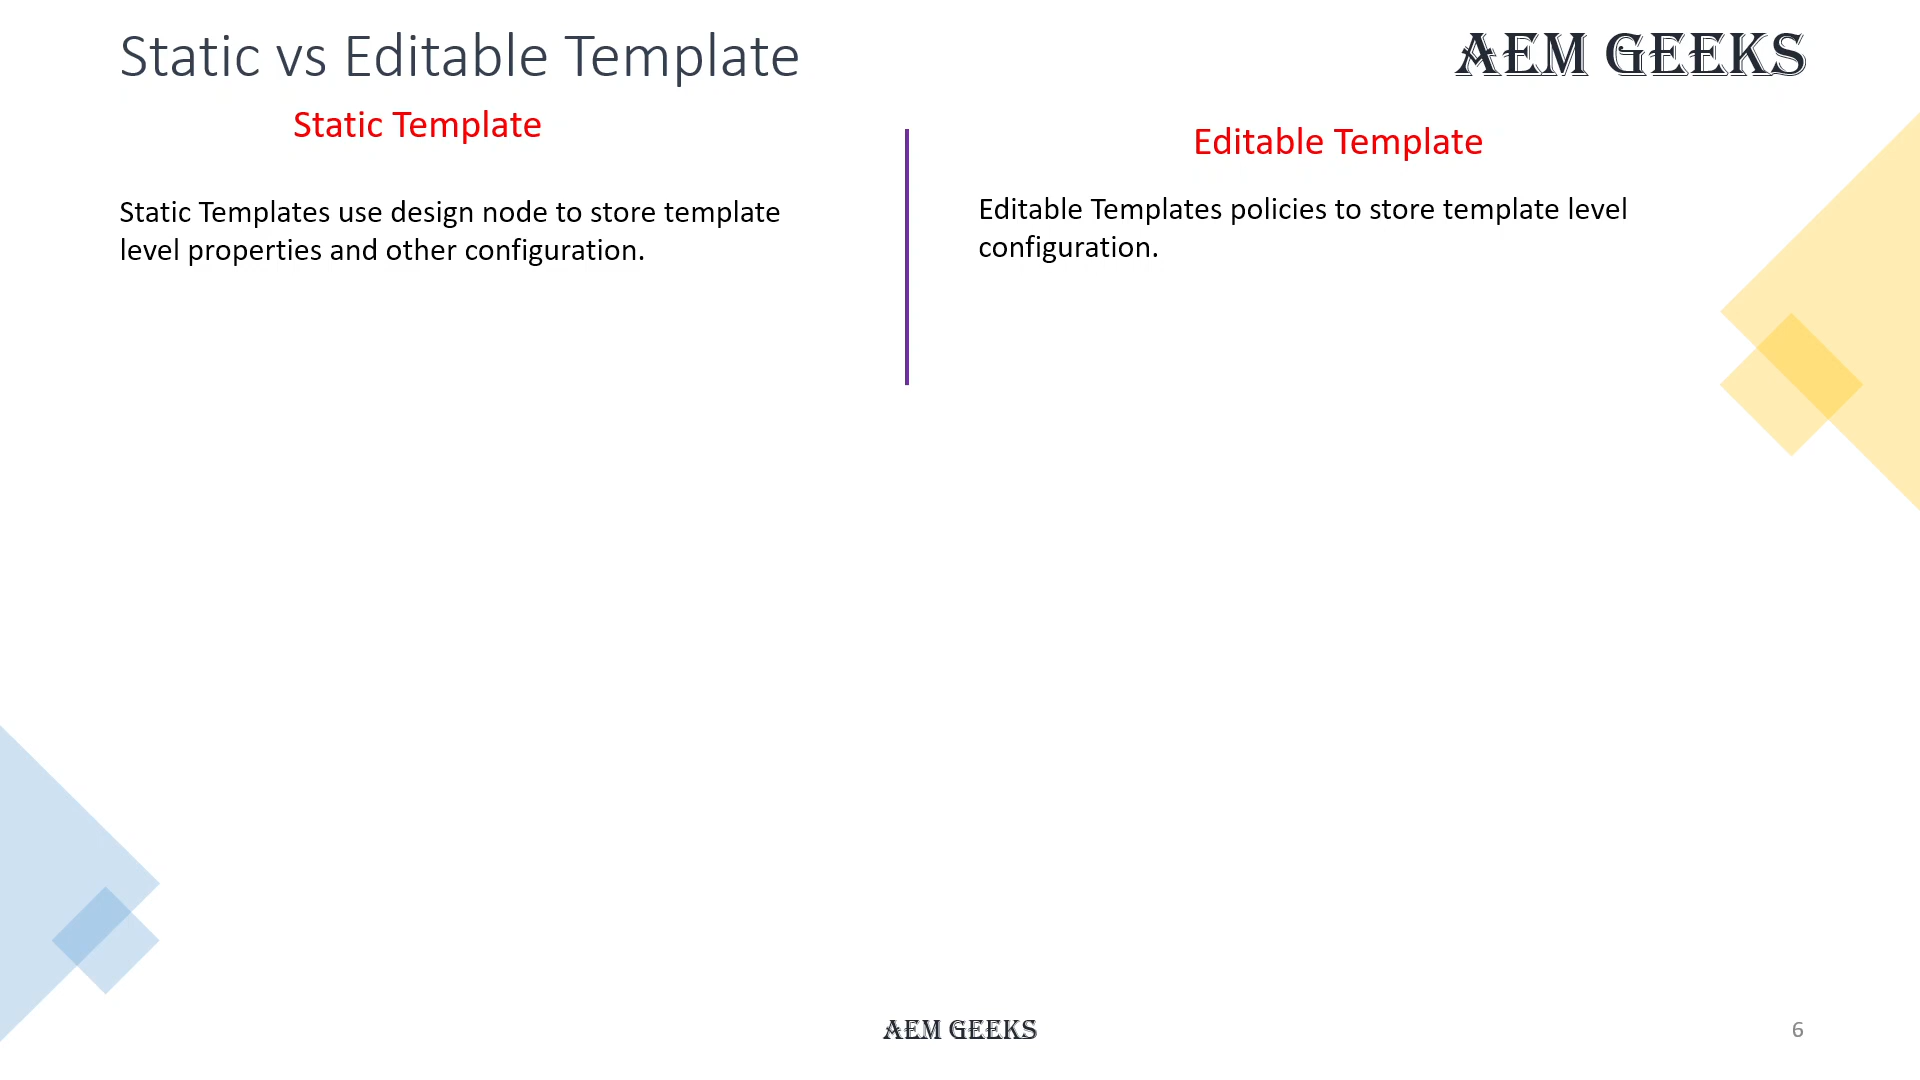 Static vs Editable Template
AEM GEEKS
Static Template
Static Templates use design node to store template
level properties and other configuration.
Editable Template
Editable Templates policies to store template level
configuration.
AEM GEEKS
6